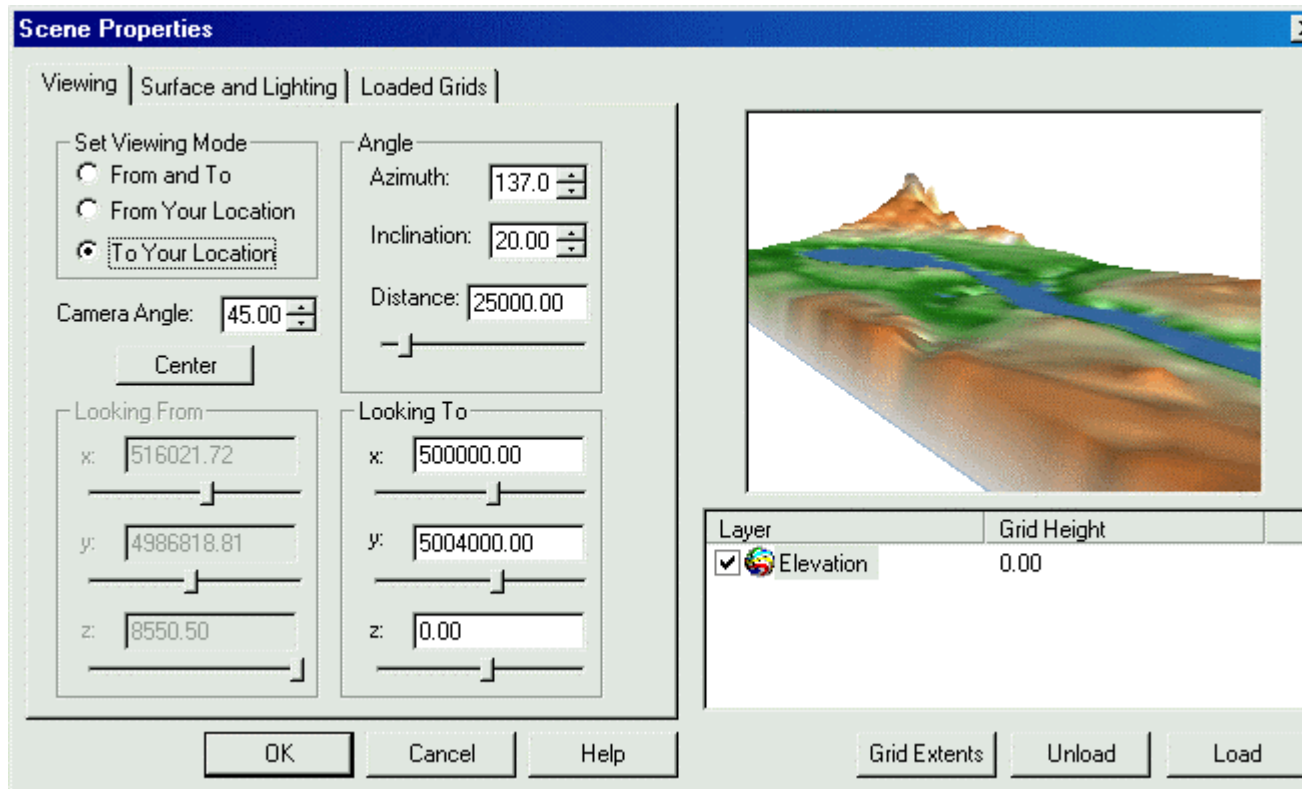 Scene Properties
Viewing
Surface and Lighting
Loaded Grids
Set Viewing Mode
From and To
From Your Location
To Your Location
Camera Angle: 45.00
Center
Angle
Azimuth: 137.0
Inclination: 20.00
Distance: 25000.00
Looking From
x: 516021.72
y: 4986818.81
z: 8550.50
Looking To
x: 500000.00
y: 5004000.00
z: 0.00
Layer Grid Height
Elevation 0.00
OK
Cancel
Help
Grid Extents
Unload
Load